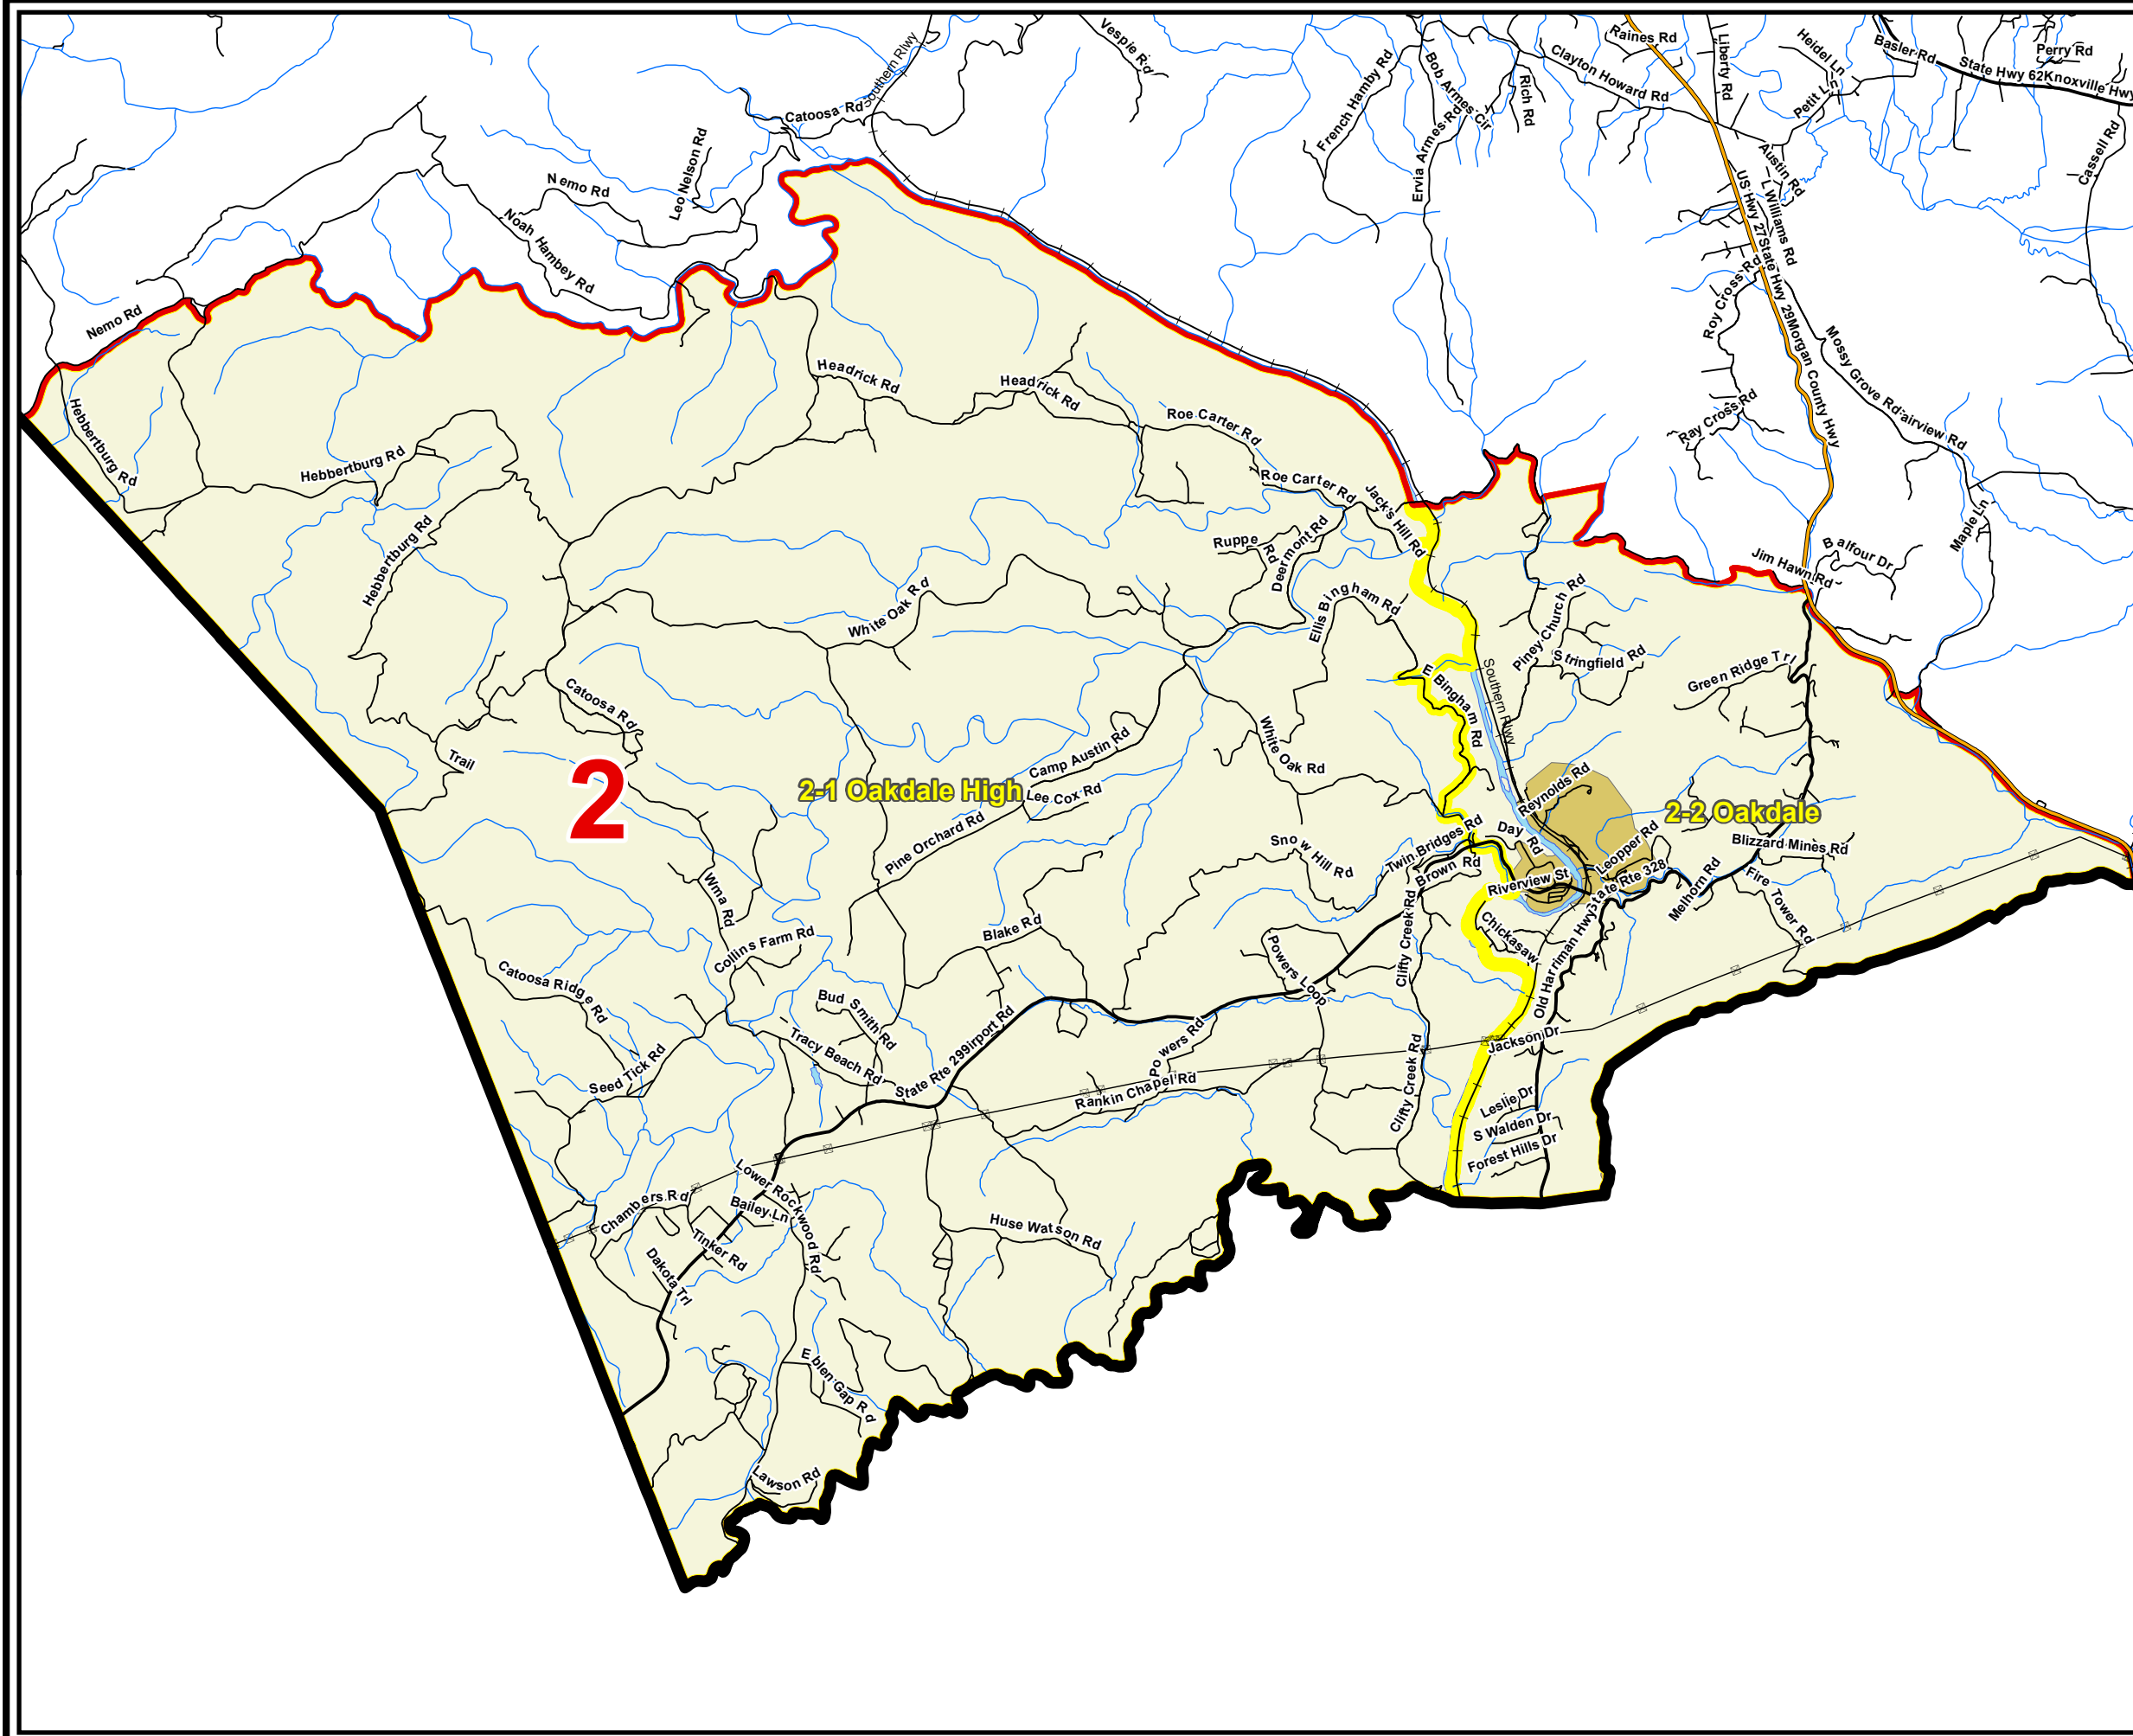 Southern Rlwy
Vespie Rd
Raines Rd
Liberty Rd
Heidel Ln
Basler Rd
Perry Rd
State Hwy 62
Knoxville Hwy
Clayton Howard Rd
French Hamby Rd
Bob Armes Cir
Rich Rd
Petit Ln
Catoosa Rd
Ervia Armes Rd
Cassell Rd
Austin Rd
Leo Nelson Rd
Nemo Rd
L Williams Rd
US Hwy 27
State Hwy 29
Morgan County Hwy
Noah Hambey Rd
Roy Cross Rd
Nemo Rd
Mossy Grove Rd
airview Rd
Headrick Rd
Headrick Rd
Ray Cross Rd
Hebbertburg Rd
Roe Carter Rd
Hebbertburg Rd
Roe Carter Rd
Jacks Hill Rd
Maple Ln
Hebbertburg Rd
Ruppe Rd
Deermont Rd
Balfour Dr
Jim Hawn Rd
White Oak Rd
Ellis Bingham Rd
Piney Church Rd
Stringfield Rd
Southern Rlwy
E Bingham Rd
Green Ridge Trl
Catoosa Rd
White Oak Rd
Trail
Camp Austin Rd
2
2-1 Oakdale High
Lee Cox Rd
Reynolds Rd
2-2 Oakdale
Pine Orchard Rd
Snow Hill Rd
Twin Bridges Rd
Day Rd
Leopper Rd
Blizzard Mines Rd
Brown Rd
Riverview St
State Rte 328
Melhorn Rd
Fire Tower Rd
Wma Rd
Blake Rd
Collins Farm Rd
Clifty Creek Rd
Chickasaw
Old Harriman Hwy
Powers Loop
Catoosa Ridge Rd
Bud Smith Rd
Tracy Beach Rd
State Rte 299
irport Rd
Powers Rd
Jackson Dr
Seed Tick Rd
Rankin Chapel Rd
Clifty Creek Rd
Leslie Dr
S Walden Dr
Forest Hills Dr
Lower Rockwood Rd
Chambers Rd
Bailey Ln
Tinker Rd
Huse Watson Rd
Dakota Trl
Eblen Gap Rd
Lawson Rd